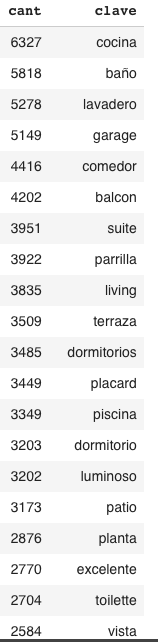 cant clave
6327 cocina
5818 baño
5278 lavadero
5149 garage
4416 comedor
4202 balcon
3951 suite
3922 parrilla
3835 living
3509 terraza
3485 dormitorios
3449 placard
3349 piscina
3203 dormitorio
3202 luminoso
3173 patio
2876 planta
2770 excelente
2704 toilette
2584 vista